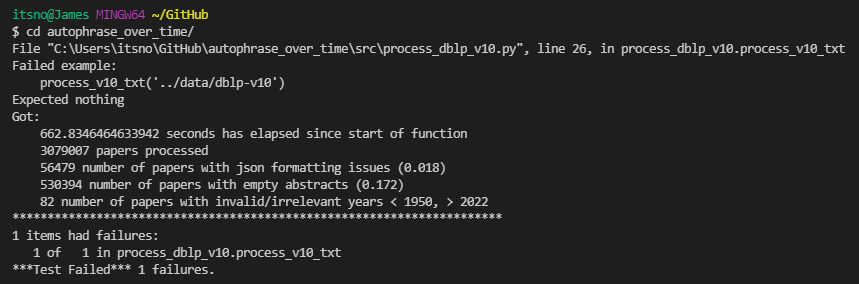 itsno@James MINGW64 ~/GitHub
$ cd autophrase_over_time/
File "C:\Users\itsno\GitHub\autophrase_over_time\src\process_dblp_v10.py", line 26, in process_dblp_v10.process_v10_txt
Failed example:
    process_v10_txt('../data/dblp-v10')
Expected nothing
Got:
    662.8346464633942 seconds has elapsed since start of function
    3079007 papers processed
    56479 number of papers with json formatting issues (0.018)
    530394 number of papers with empty abstracts (0.172)
    82 number of papers with invalid/irrelevant years < 1950, > 2022
**********************************************************************
1 items had failures:
   1 of   1 in process_dblp_v10.process_v10_txt
***Test Failed*** 1 failures.